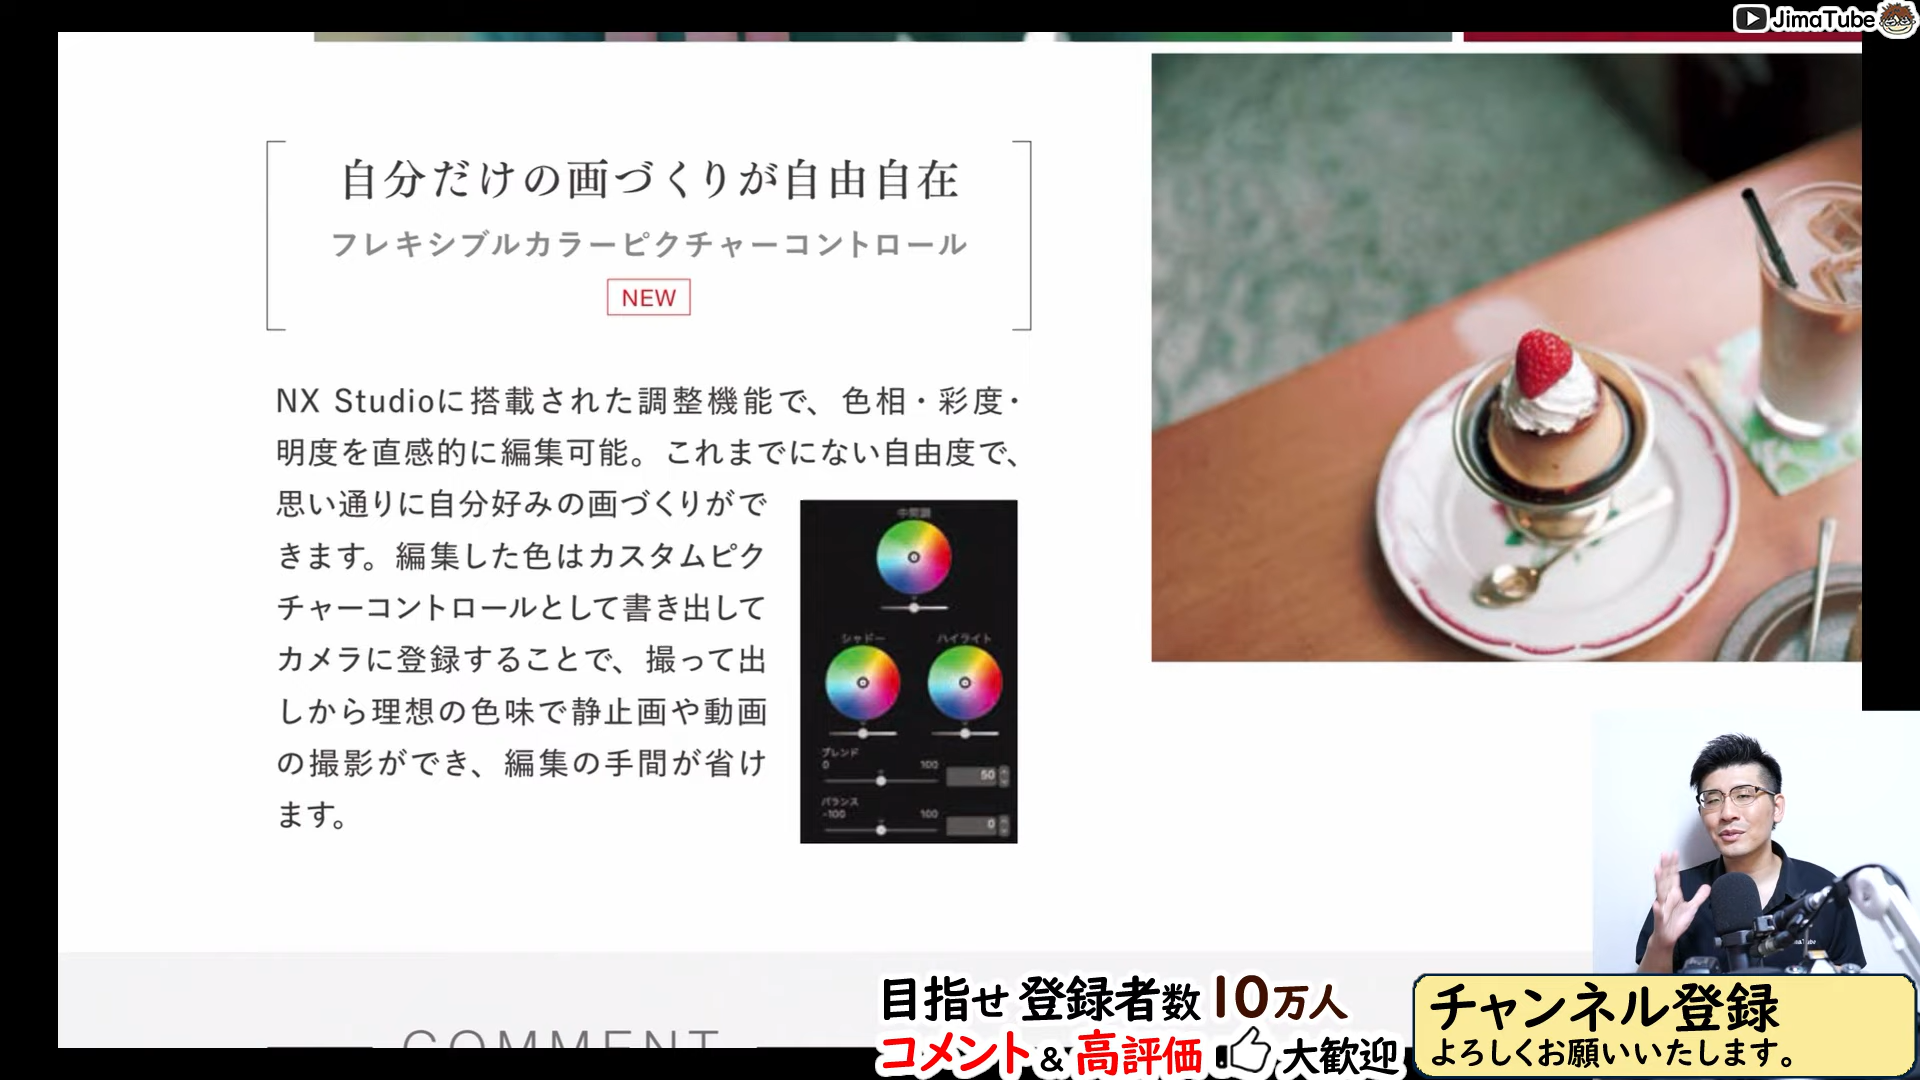 JimaTube
自分だけの画づくりが自由自在
フレキシブルカラーピクチャーコントロール
NEW
NX Studioに搭載された調整機能で、色相・彩度・
明度を直感的に編集可能。これまでにない自由度で、
思い通りに自分好みの画づくりがで
きます。編集した色はカスタムピク
チャーコントロールとして書き出して
カメラに登録することで、撮って出
しから理想の色味で静止画や動画
の撮影ができ、編集の手間が省け
ます。
中間調
シャドー ハイライト
ブレンド
0 100 50
バランス
-100 100 0
COMMENT
目指せ 登録者数 10万人
コメント & 高評価 大歓迎
チャンネル登録
よろしくお願いいたします。